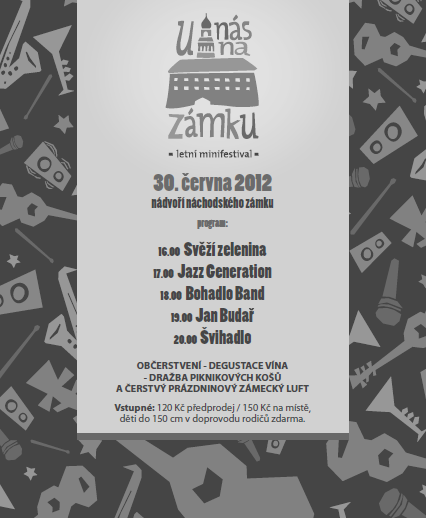 U nás
na
zámku
- letní minifestival -
30. června 2012
nádvoří náchodského zámku
program:
16.00 Svěží zelenina
17.00 Jazz Generation
18.00 Bohadlo Band
19.00 Jan Budař
20.00 Švihadlo
OBČERSTVENÍ - DEGUSTACE VÍNA
- DRAŽBA PIKNIKOVÝCH KOŠŮ
A ČERSTVÝ PRÁZDNINOVÝ ZÁMECKÝ LUFT
Vstupné: 120 Kč předprodej / 150 Kč na místě,
děti do 150 cm v doprovodu rodičů zdarma.